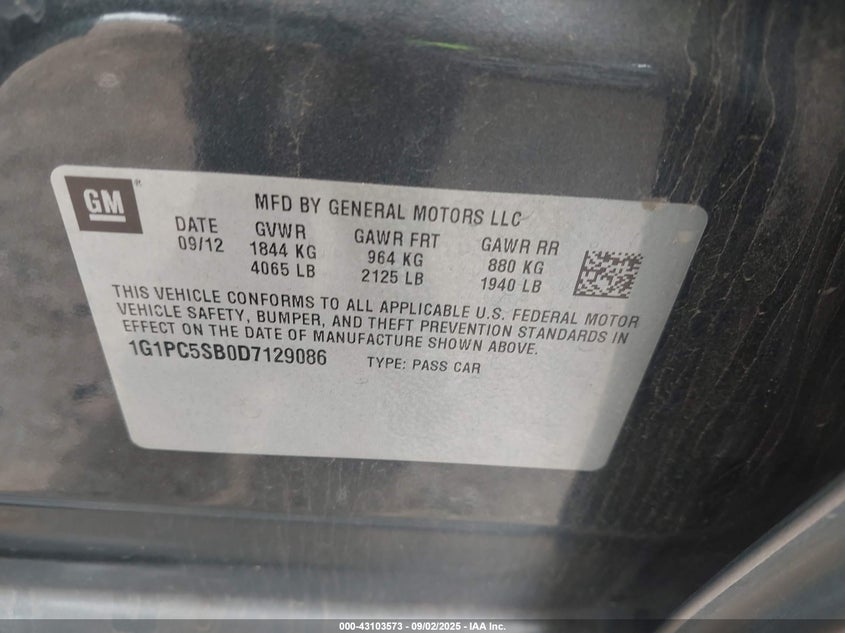 GM®
MFD BY GENERAL MOTORS LLC
DATE GVWR GAWR FRT GAWR RR
09/12 1844 KG 964 KG 880 KG
4065 LB 2125 LB 1940 LB
THIS VEHICLE CONFORMS TO ALL APPLICABLE U.S. FEDERAL MOTOR
VEHICLE SAFETY, BUMPER, AND THEFT PREVENTION STANDARDS IN
EFFECT ON THE DATE OF MANUFACTURE SHOWN ABOVE.
1G1PC5SB0D7129086 TYPE: PASS CAR
000-43103573 - 09/02/2025 - IAA Inc.